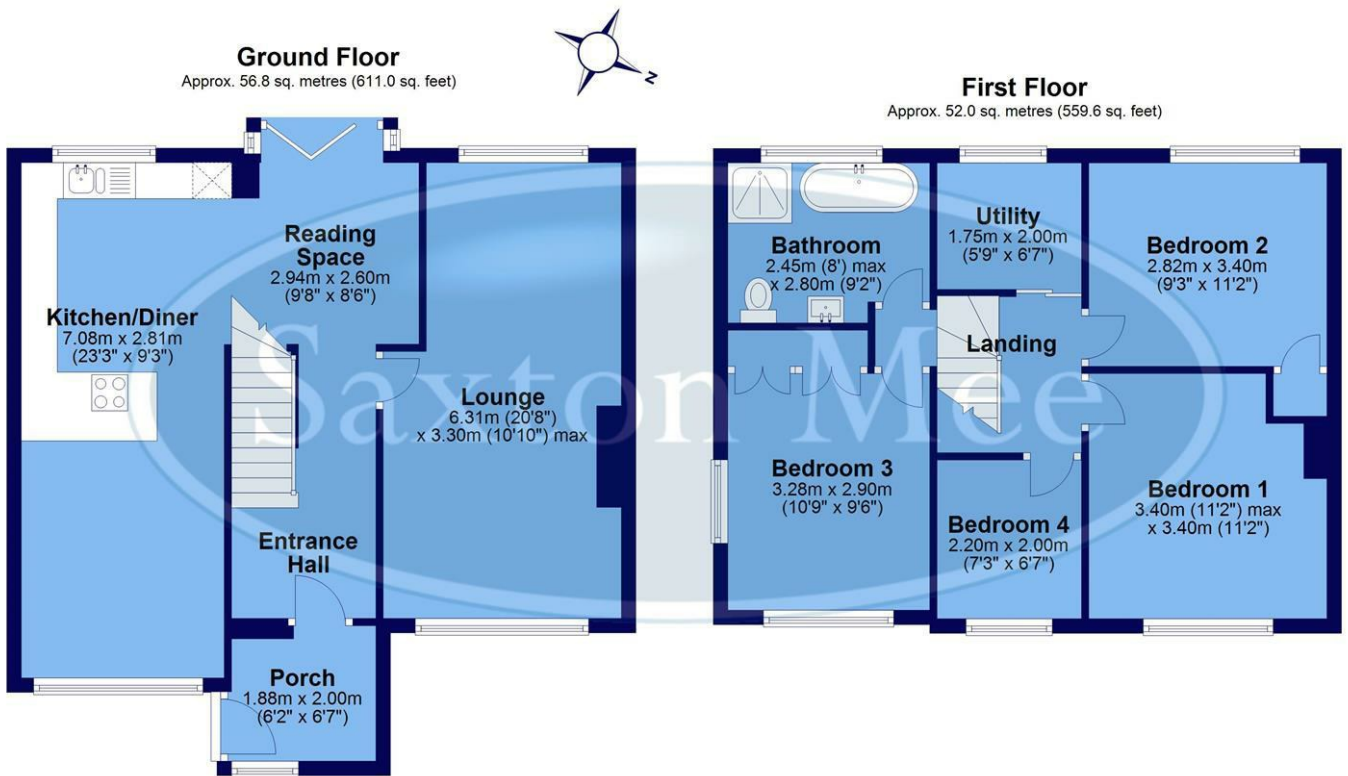 Ground Floor
Approx. 56.8 sq. metres (611.0 sq. feet)
N
First Floor
Approx. 52.0 sq. metres (559.6 sq. feet)
Reading
Space
2.94m x 2.60m
(9'8" x 8'6")
Kitchen/Diner
7.08m x 2.81m
(23'3" x 9'3")
Lounge
6.31m (20'8")
x 3.30m (10'10") max
Entrance
Hall
Porch
1.88m x 2.00m
(6'2" x 6'7")
Bathroom
2.45m (8') max
x 2.80m (9'2")
Utility
1.75m x 2.00m
(5'9" x 6'7")
Bedroom 2
2.82m x 3.40m
(9'3" x 11'2")
Landing
Bedroom 3
3.28m x 2.90m
(10'9" x 9'6")
Bedroom 4
2.20m x 2.00m
(7'3" x 6'7")
Bedroom 1
3.40m (11'2") max
x 3.40m (11'2")
Saxton Mee